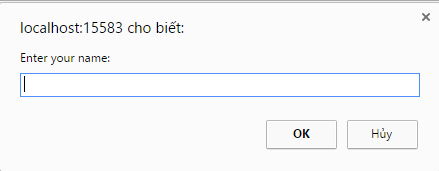 localhost:15583 cho biết:
Enter your name:
OK
Hủy